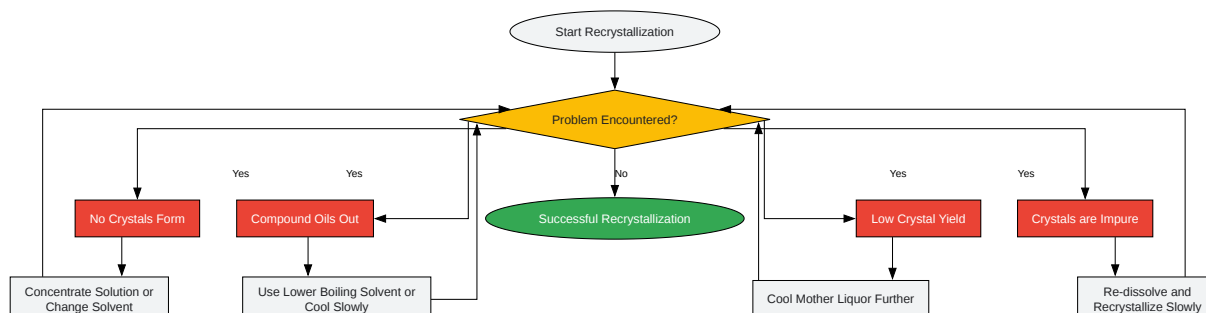 Start Recrystallization
Problem Encountered?
Yes
Yes
No
Yes
Yes
No Crystals Form
Compound Oils Out
Successful Recrystallization
Low Crystal Yield
Crystals are Impure
Concentrate Solution or
Change Solvent
Use Lower Boiling Solvent or
Cool Slowly
Cool Mother Liquor Further
Re-dissolve and
Recrystallize Slowly